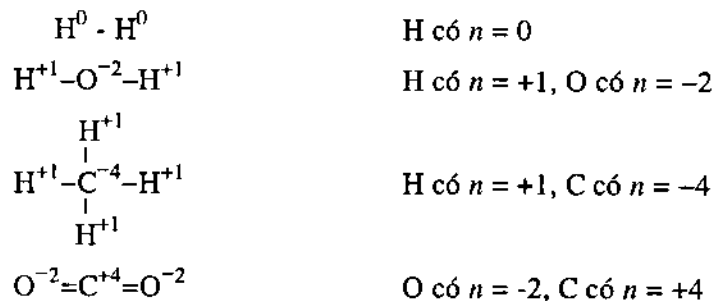 H⁰ - H⁰ H có n = 0
H⁺¹–O⁻²–H⁺¹ H có n = +1, O có n = –2
H⁺¹
H⁺¹–C⁻⁴–H⁺¹ H có n = +1, C có n = –4
H⁺¹
O⁻²=C⁺⁴=O⁻² O có n = -2, C có n = +4